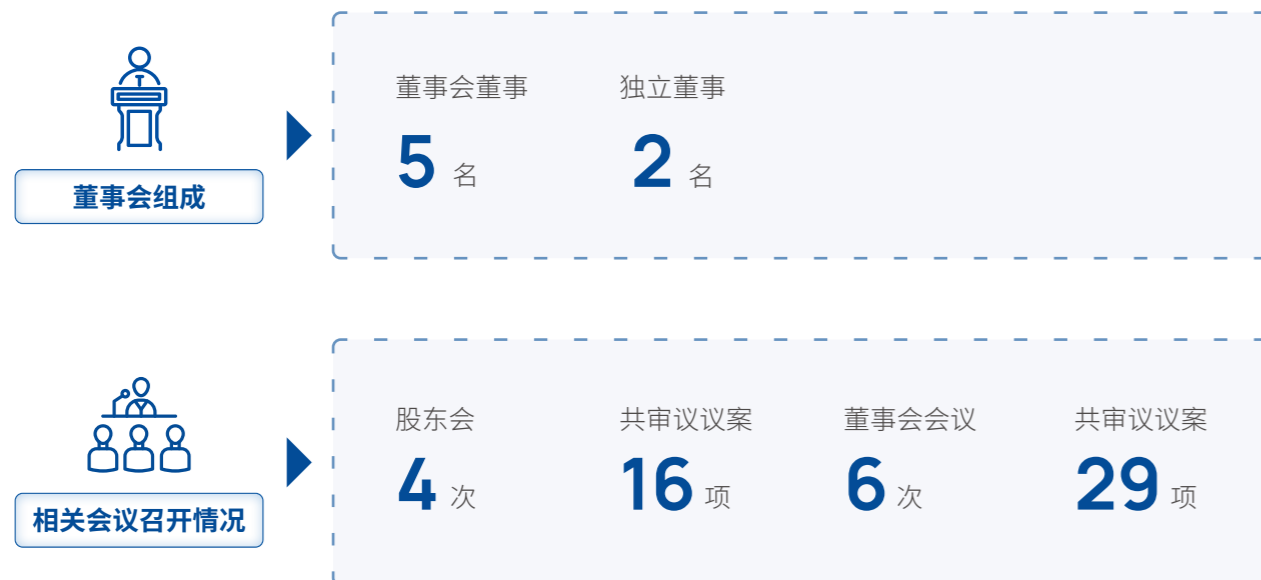 董事会董事 独立董事
5 名 2 名
董事会组成
股东会 共审议议案 董事会会议 共审议议案
4 次 16 项 6 次 29 项
相关会议召开情况